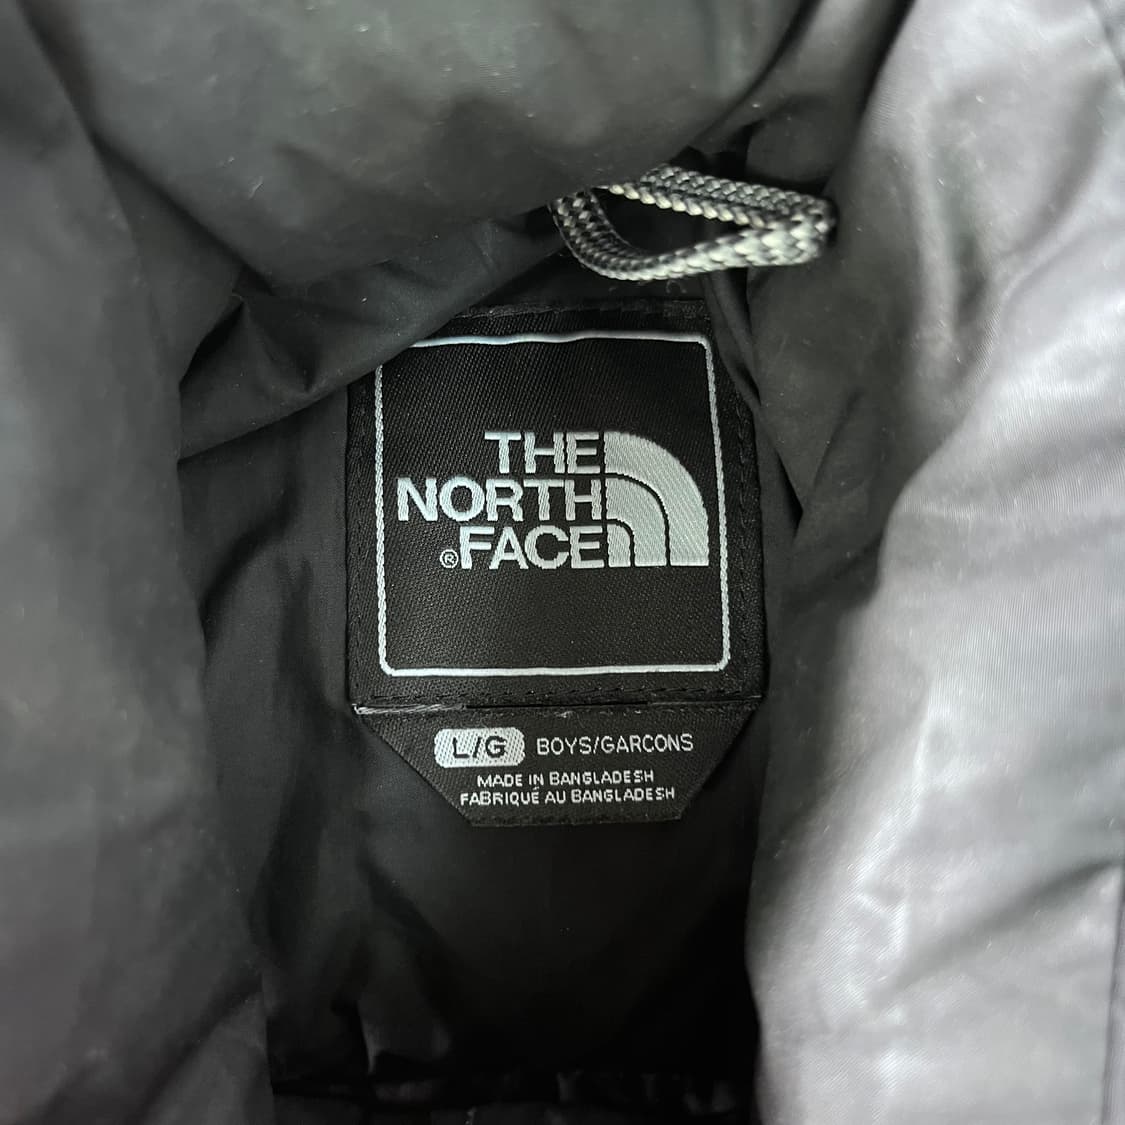 THE
NORTH
®FACE
L/G BOYS/GARCONS
MADE IN BANGLADESH
FABRIQUÉ AU BANGLADESH